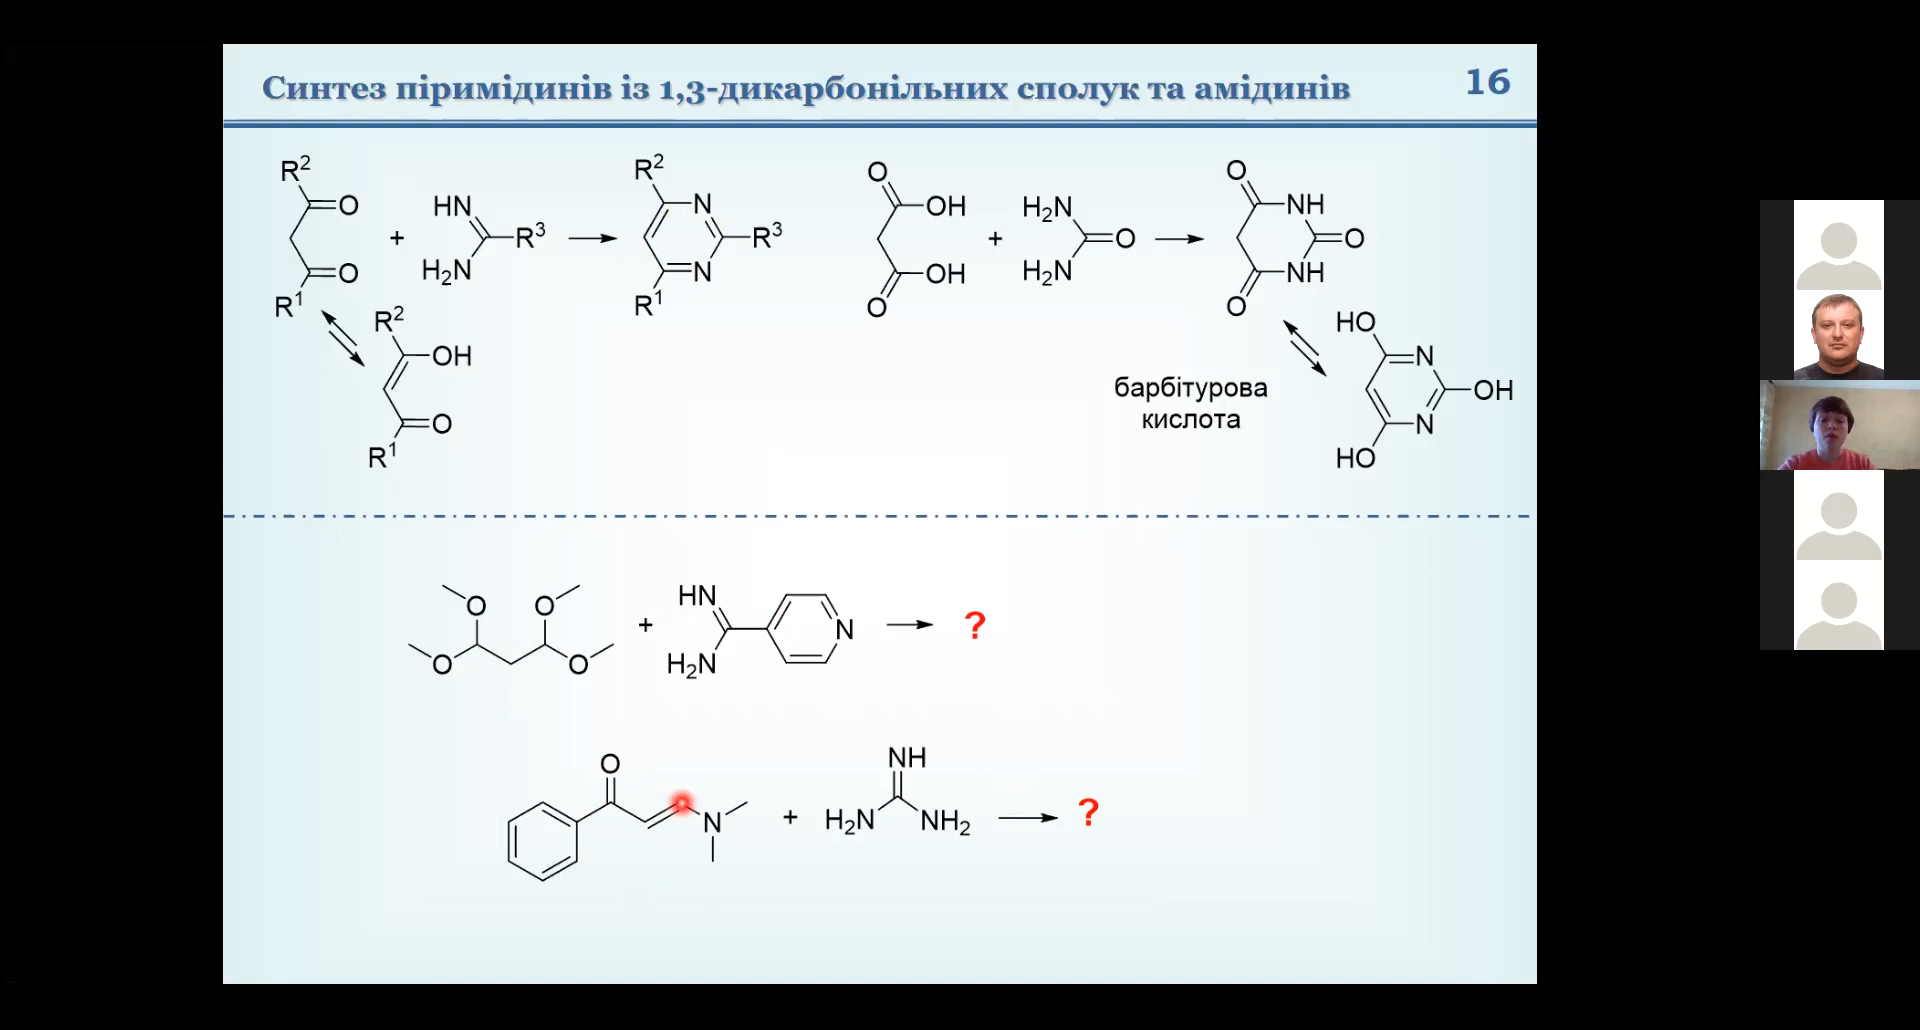 Синтез піримідинів із 1,3-дикарбонільних сполук та амідинів
16
R²
O
O
R¹
+
HN
H₂N
R³
R²
N
N
R³
R¹
O
OH
OH
O
+
H₂N
H₂N
O
O
NH
NH
O
O
R²
OH
O
R¹
барбітурова
кислота
HO
N
OH
N
HO
O
O
O
O
+
HN
H₂N
N
?
O
N
+
NH
H₂N
NH₂
?